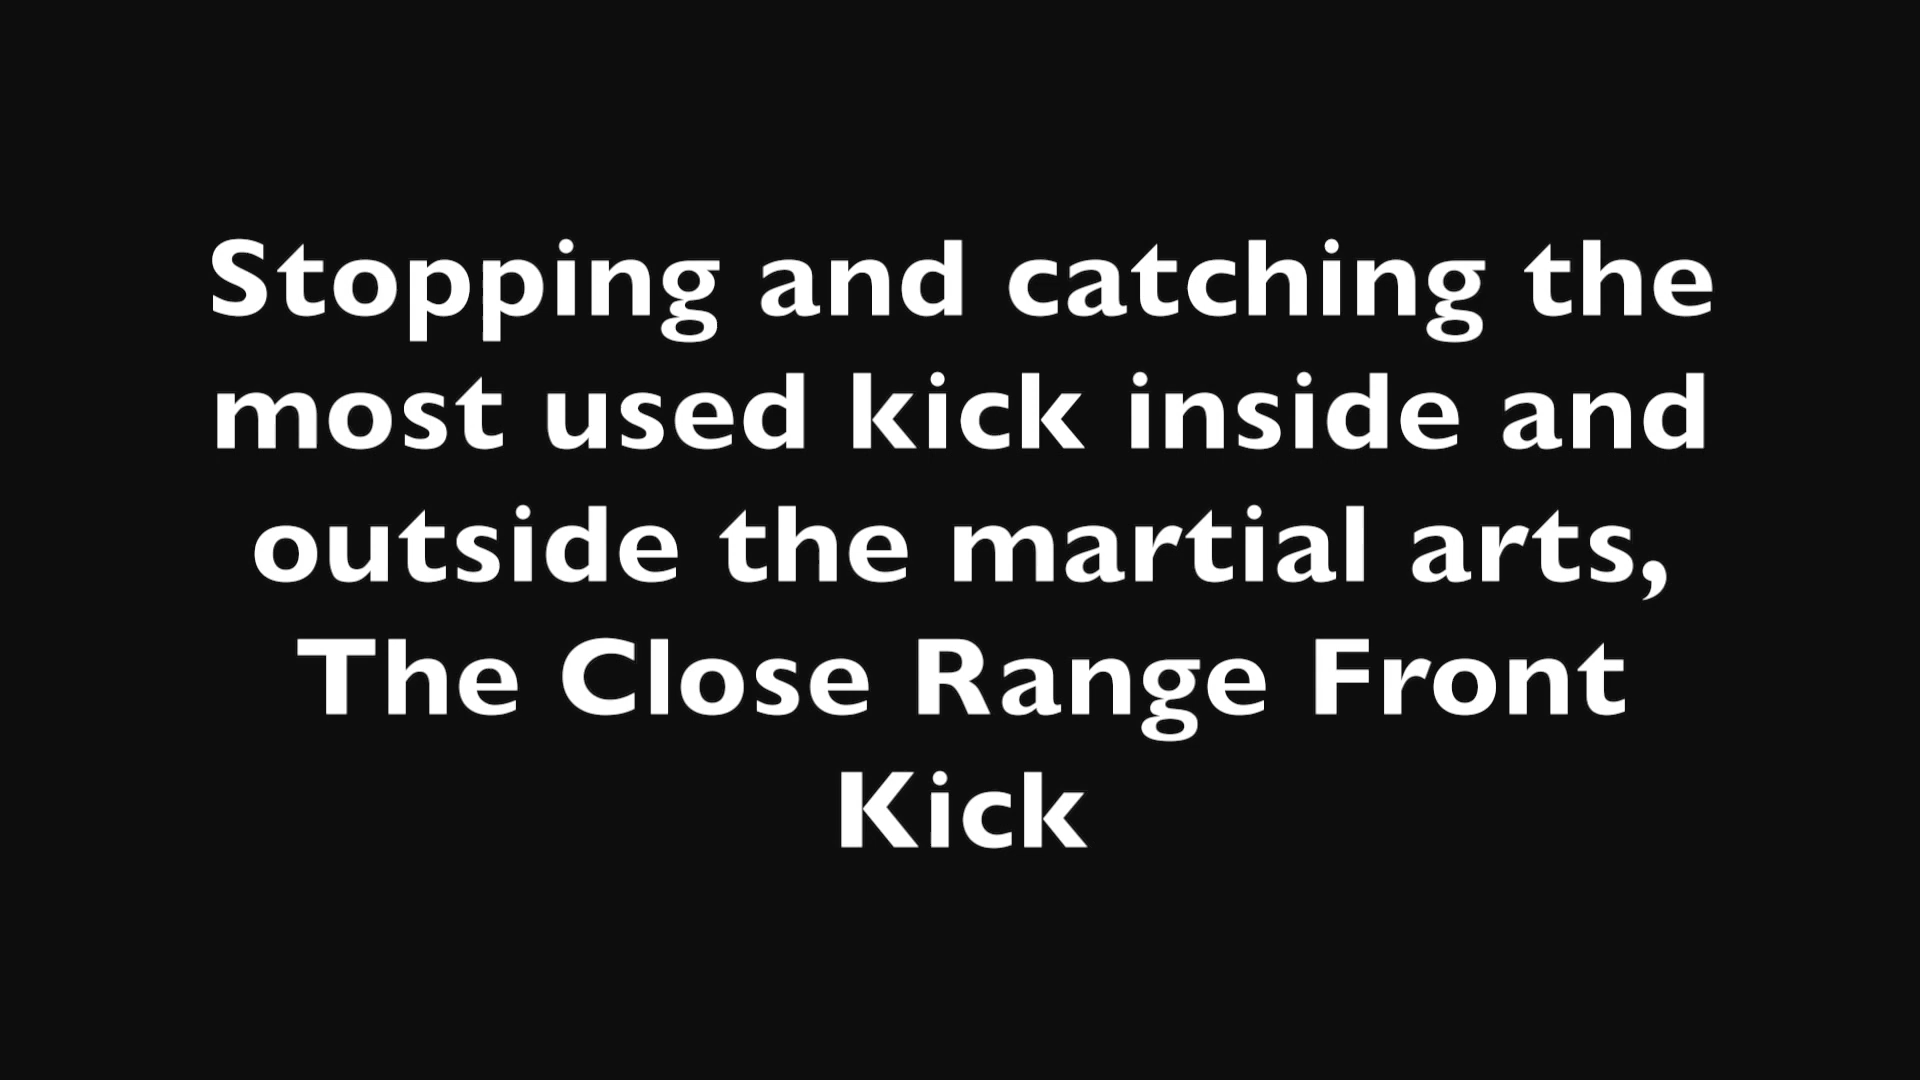 Stopping and catching the
most used kick inside and
outside the martial arts,
The Close Range Front
Kick